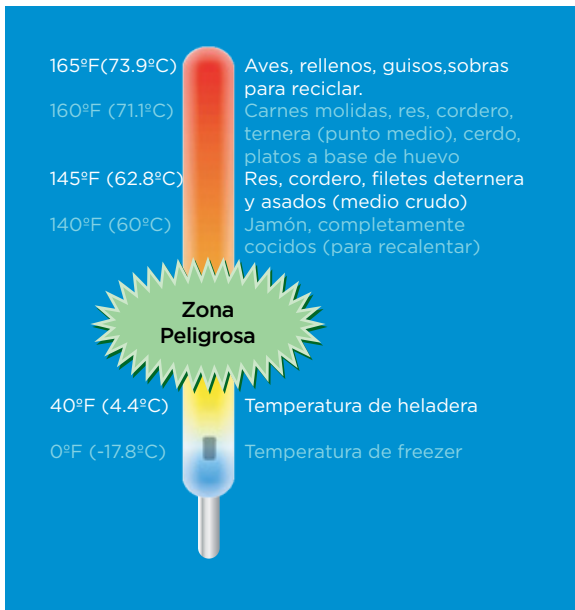 165ºF(73.9ºC) Aves, rellenos, guisos,sobras
para reciclar.
160ºF (71.1ºC) Carnes molidas, res, cordero,
ternera (punto medio), cerdo,
platos a base de huevo
145ºF (62.8ºC) Res, cordero, filetes deternera
y asados (medio crudo)
140ºF (60ºC) Jamón, completamente
cocidos (para recalentar)
Zona
Peligrosa
40ºF (4.4ºC) Temperatura de heladera
0ºF (-17.8ºC) Temperatura de freezer